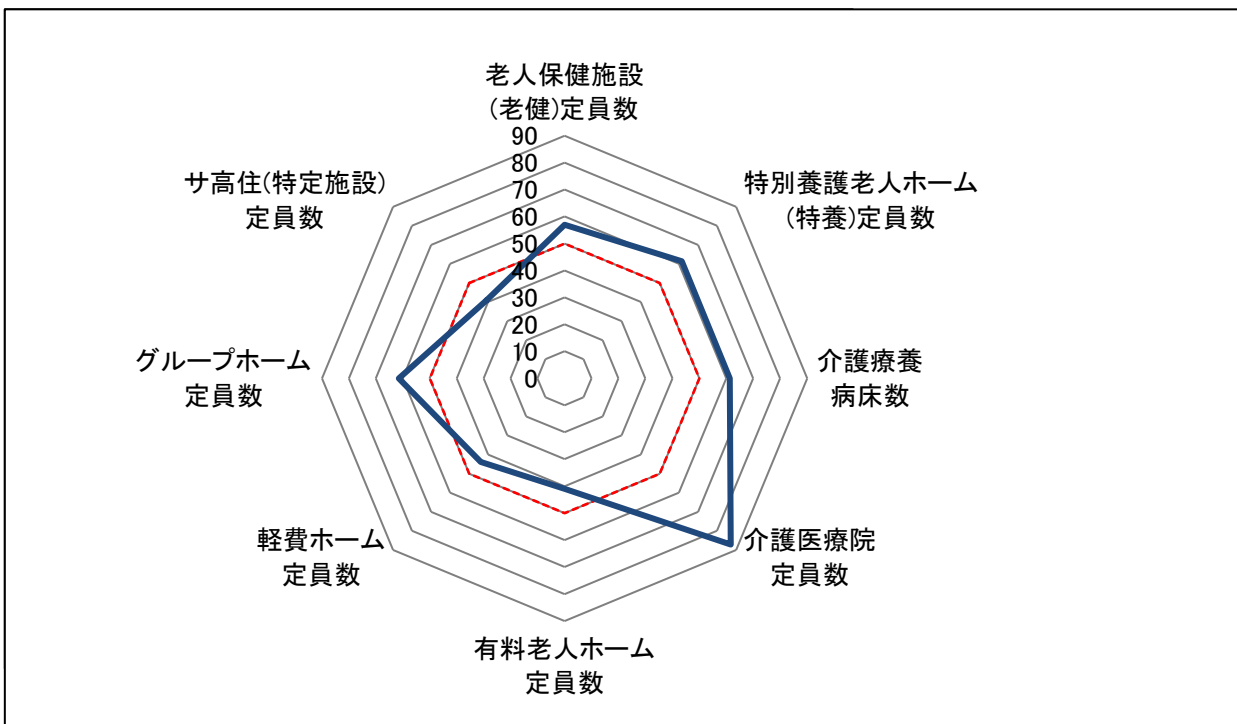 老人保健施設
(老健)定員数
90
80
70
60
50
40
30
20
10
0
特別養護老人ホーム
(特養)定員数
介護療養
病床数
介護医療院
定員数
有料老人ホーム
定員数
軽費ホーム
定員数
グループホーム
定員数
サ高住(特定施設)
定員数